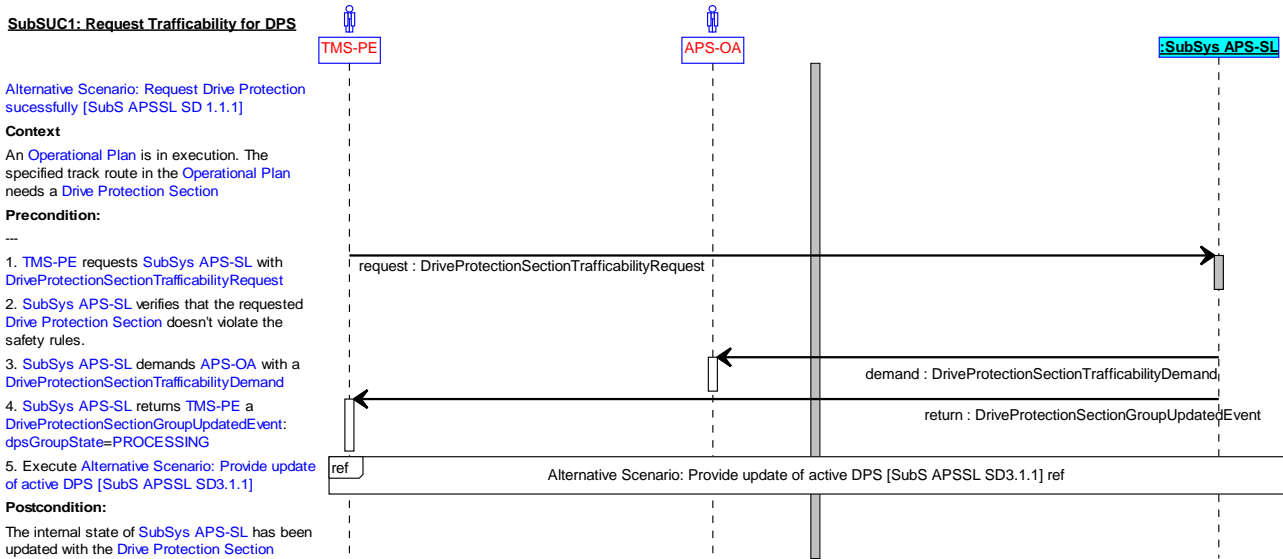 SubSUC1: Request Trafficability for DPS
TMS-PE
APS-OA
:SubSys APS-SL
Alternative Scenario: Request Drive Protection
sucessfully [SubS APSSL SD 1.1.1]
Context
An Operational Plan is in execution. The
specified track route in the Operational Plan
needs a Drive Protection Section
Precondition:
---
1. TMS-PE requests SubSys APS-SL with
DriveProtectionSectionTrafficabilityRequest
request : DriveProtectionSectionTrafficabilityRequest
2. SubSys APS-SL verifies that the requested
Drive Protection Section doesn't violate the
safety rules.
3. SubSys APS-SL demands APS-OA with a
DriveProtectionSectionTrafficabilityDemand
demand : DriveProtectionSectionTrafficabilityDemand
4. SubSys APS-SL returns TMS-PE a
DriveProtectionSectionGroupUpdatedEvent:
dpsGroupState=PROCESSING
return : DriveProtectionSectionGroupUpdatedEvent
5. Execute Alternative Scenario: Provide update
of active DPS [SubS APSSL SD3.1.1]
ref
Alternative Scenario: Provide update of active DPS [SubS APSSL SD3.1.1] ref
Postcondition:
The internal state of SubSys APS-SL has been
updated with the Drive Protection Section